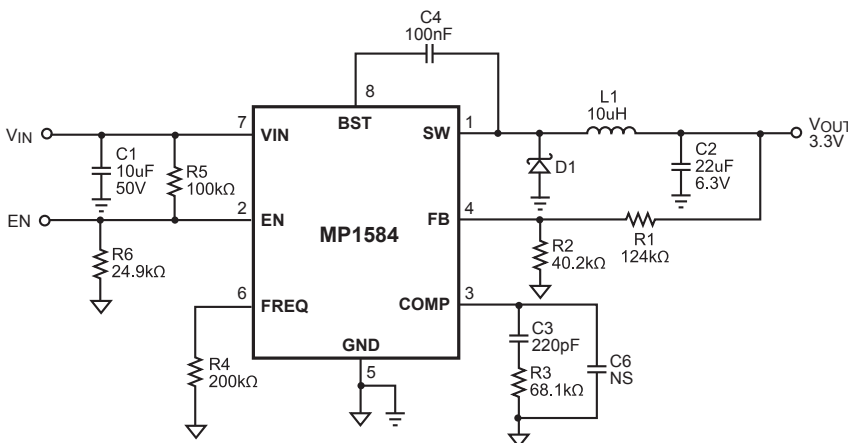 C4
100nF
8
BST
L1
10uH
VIN
7
VIN
SW
1
VOUT
3.3V
C1
10uF
50V
R5
100kΩ
D1
C2
22uF
6.3V
EN
2
EN
MP1584
FB
4
R6
24.9kΩ
R2
40.2kΩ
R1
124kΩ
6
FREQ
COMP
3
R4
200kΩ
GND
5
C3
220pF
R3
68.1kΩ
C6
NS